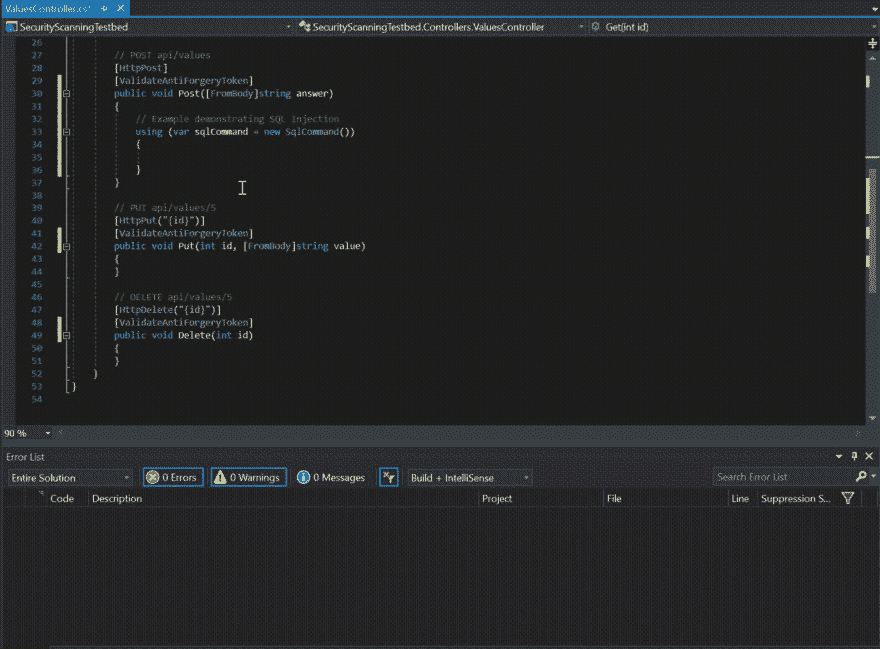 ValuesController.cs*
SecurityScanningTestbed SecurityScanningTestbed.Controllers.ValuesController Get(int id)
26
27 // POST api/values
28 [HttpPost]
29 [ValidateAntiForgeryToken]
30 public void Post([FromBody]string answer)
31 {
32 // Example demonstrating SQL Injection
33 using (var sqlCommand = new SqlCommand())
34 {
35
36 }
37 }
38
39 // PUT api/values/5
40 [HttpPut("{id}")]
41 [ValidateAntiForgeryToken]
42 public void Put(int id, [FromBody]string value)
43 {
44 }
45
46 // DELETE api/values/5
47 [HttpDelete("{id}")]
48 [ValidateAntiForgeryToken]
49 public void Delete(int id)
50 {
51 }
52 }
53 }
54
90 %
Error List
Entire Solution 0 Errors 0 Warnings 0 Messages Build + IntelliSense Search Error List
Code Description Project File Line Suppression S...